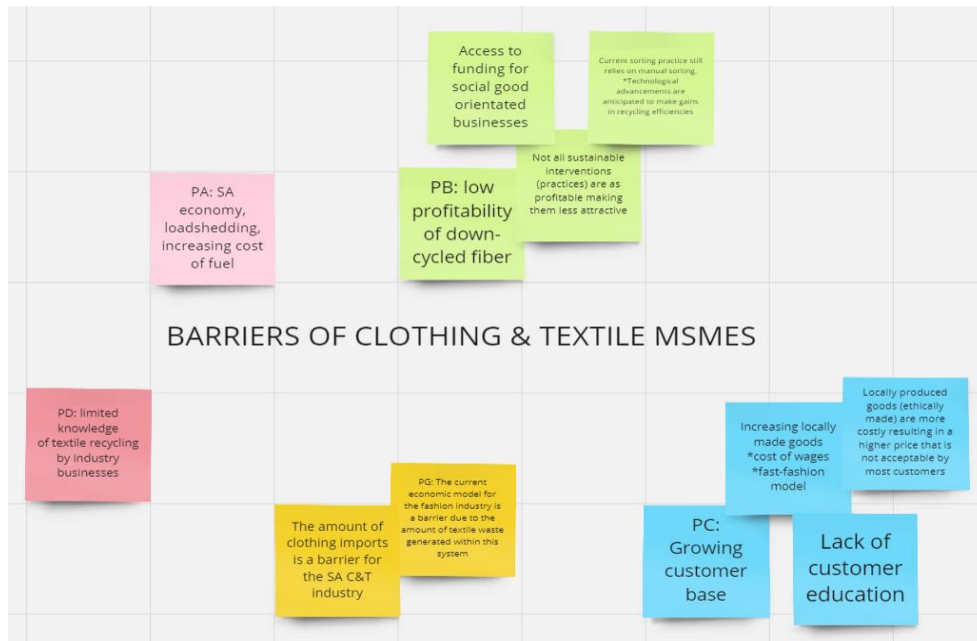 Access to
funding for
social good
orientated
businesses
Current sorting practice still
relies on manual sorting.
*Technological
advancements are
anticipated to make gains
in recycling efficiencies
Not all sustainable
interventions
(practices) are as
profitable making
them less attractive
PB: low
profitability
of down-
cycled fiber
PA: SA
economy,
loadshedding,
increasing cost
of fuel
BARRIERS OF CLOTHING & TEXTILE MSMES
PD: limited
knowledge
of textile recycling
by industry
businesses
The amount of
clothing imports
is a barrier for
the SA C&T
industry
PG: The current
economic model for
the fashion industry is
a barrier due to the
amount of textile waste
generated within this
system
Increasing locally
made goods
*cost of wages
*fast-fashion
model
Locally produced
goods (ethically
made) are more
costly resulting in a
higher price that is
not acceptable by
most customers
PC:
Growing
customer
base
Lack of
customer
education